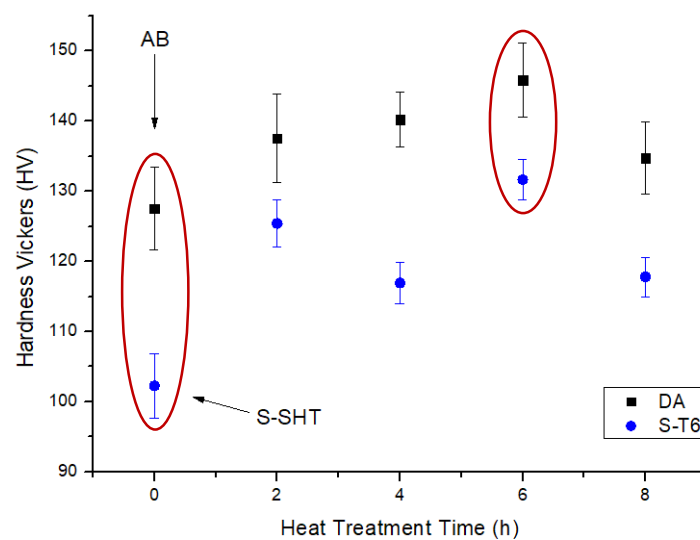 AB
150
140
130
120
110
100
90
Hardness Vickers (HV)
S-SHT
DA
S-T6
0 2 4 6 8
Heat Treatment Time (h)